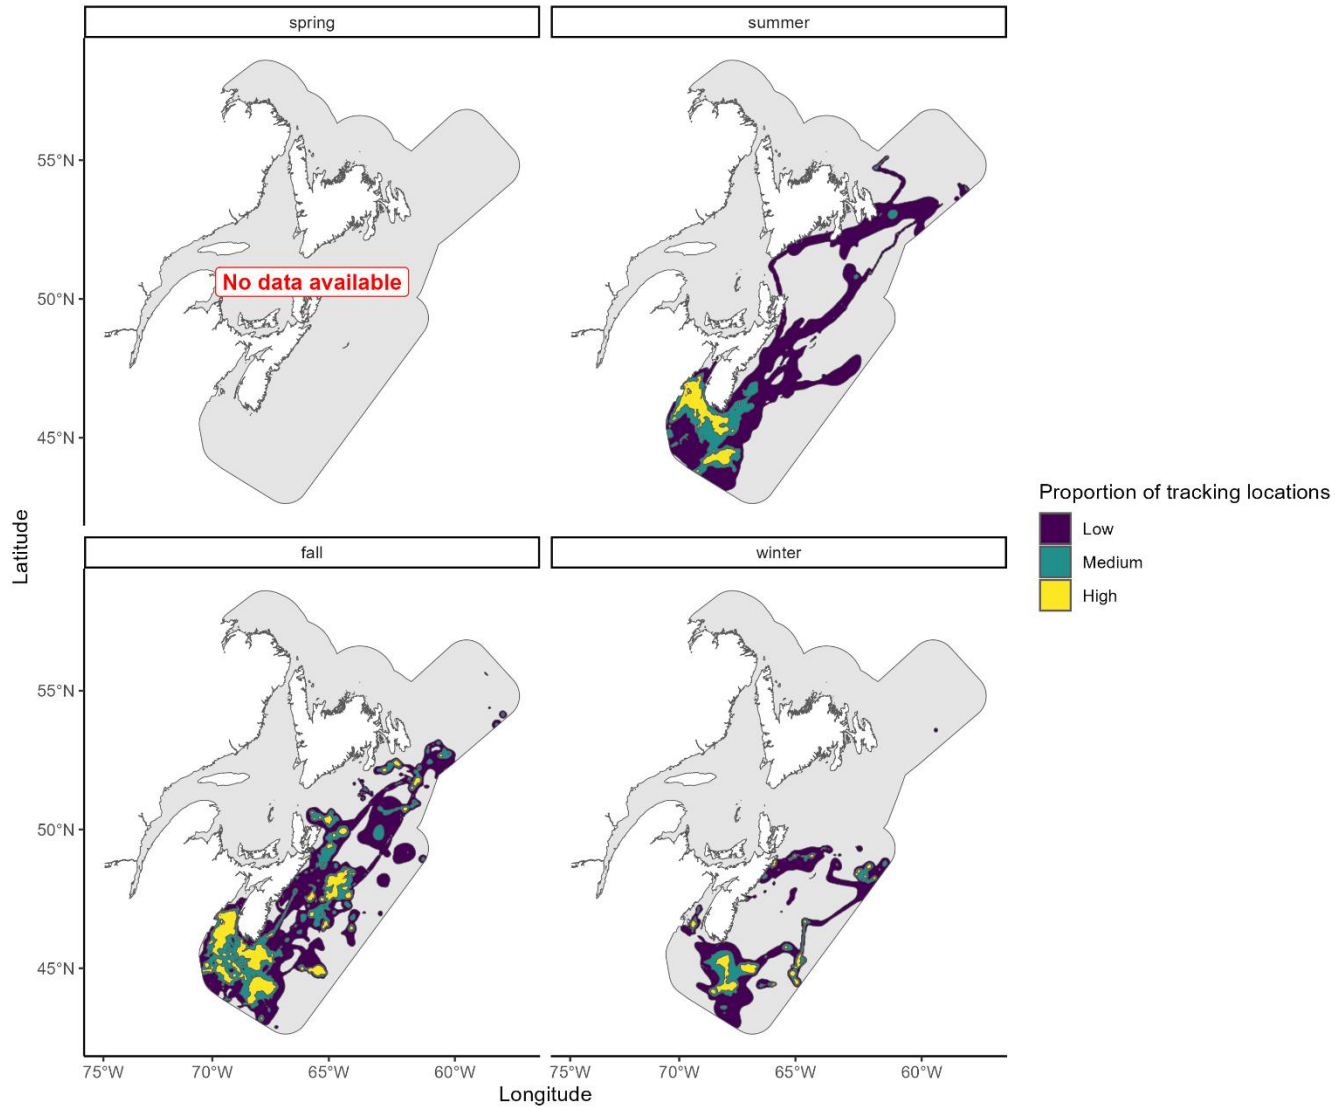 spring
summer
55°N
50°N
45°N
No data available
Proportion of tracking locations
Low
Medium
High
Latitude
fall
winter
55°N
50°N
45°N
75°W
70°W
65°W
60°W
75°W
70°W
65°W
60°W
Longitude